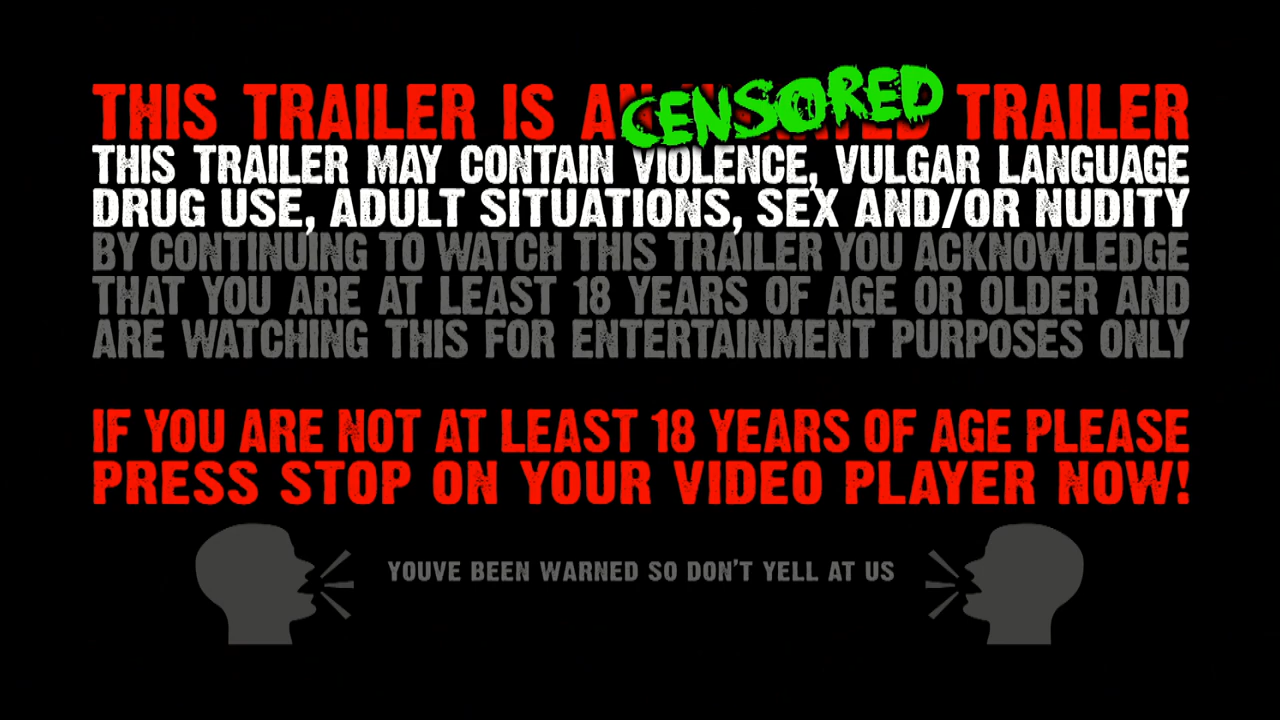 THIS TRAILER IS AN CENSORED TRAILER
THIS TRAILER MAY CONTAIN VIOLENCE, VULGAR LANGUAGE
DRUG USE, ADULT SITUATIONS, SEX AND/OR NUDITY
BY CONTINUING TO WATCH THIS TRAILER YOU ACKNOWLEDGE
THAT YOU ARE AT LEAST 18 YEARS OF AGE OR OLDER AND
ARE WATCHING THIS FOR ENTERTAINMENT PURPOSES ONLY
IF YOU ARE NOT AT LEAST 18 YEARS OF AGE PLEASE
PRESS STOP ON YOUR VIDEO PLAYER NOW!
YOUVE BEEN WARNED SO DON'T YELL AT US